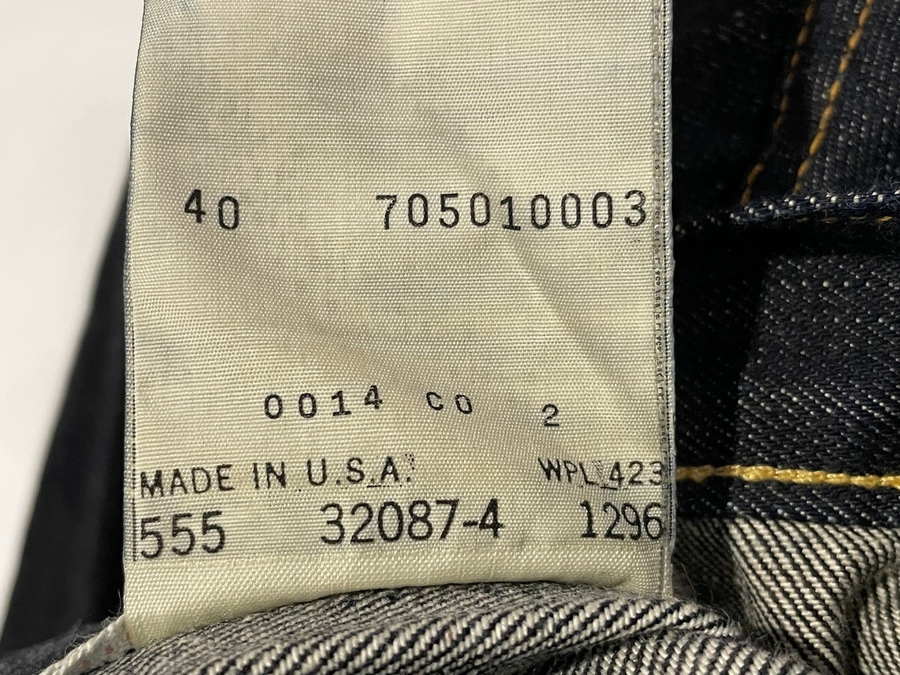 40 705010003
0014 CO 2
MADE IN U.S.A. WPL 423
555 32087-4 1296